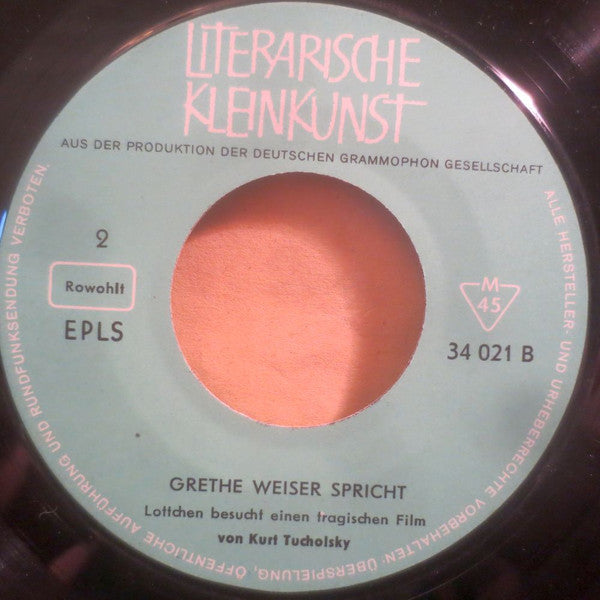 LITERARISCHE
KLEINKUNST
AUS DER PRODUKTION DER DEUTSCHEN GRAMMOPHON GESELLSCHAFT
2
Rowohlt
EPLS
M
45
34 021 B
GRETHE WEISER SPRICHT
Lottchen besucht einen tragischen Film
von Kurt Tucholsky
ALLE HERSTELLER- UND URHEBERRECHTE VORBEHALTEN· ÜBERSPIELUNG, ÖFFENTLICHE AUFFÜHRUNG UND RUNDFUNKSENDUNG VERBOTEN.